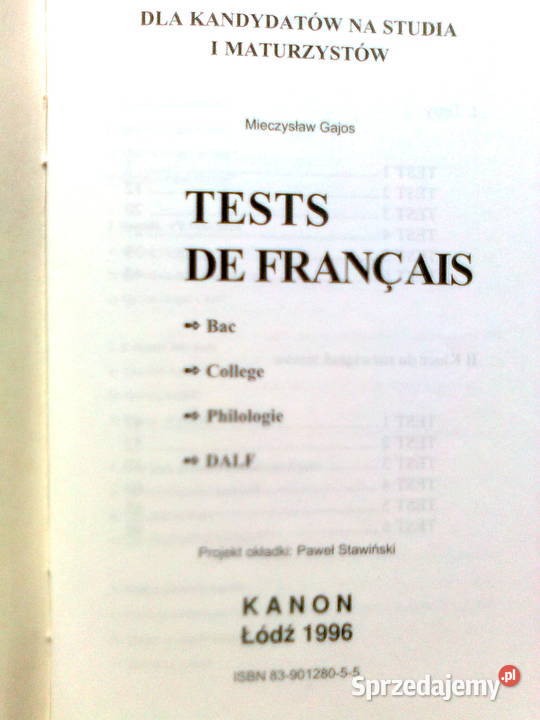 DLA KANDYDATÓW NA STUDIA
I MATURZYSTÓW
Mieczysław Gajos
TESTS
DE FRANÇAIS
➾ Bac
➾ College
➾ Philologie
➾ DALF
Projekt okładki: Paweł Stawiński
KANON
Łódź 1996
ISBN 83-901280-5-5
Sprzedajemy.pl